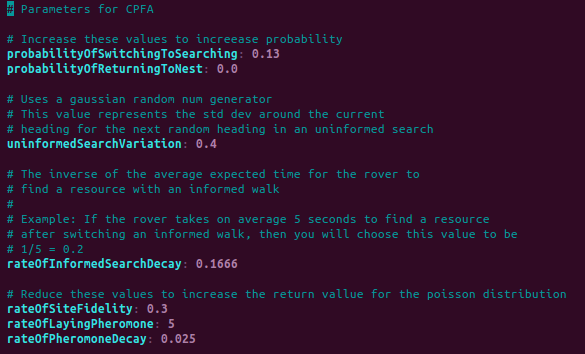 # Parameters for CPFA
# Increase these values to increase probability
probabilityOfSwitchingToSearching: 0.13
probabilityOfReturningToNest: 0.0
# Uses a gaussian random num generator
# This value represents the std dev around the current
# heading for the next random heading in an uninformed search
uninformedSearchVariation: 0.4
# The inverse of the average expected time for the rover to
# find a resource with an informed walk
#
# Example: If the rover takes on average 5 seconds to find a resource
# after switching an informed walk, then you will choose this value to be
# 1/5 = 0.2
rateOfInformedSearchDecay: 0.1666
# Reduce these values to increase the return vallue for the poisson distribution
rateOfSiteFidelity: 0.3
rateOfLayingPheromone: 5
rateOfPheromoneDecay: 0.025